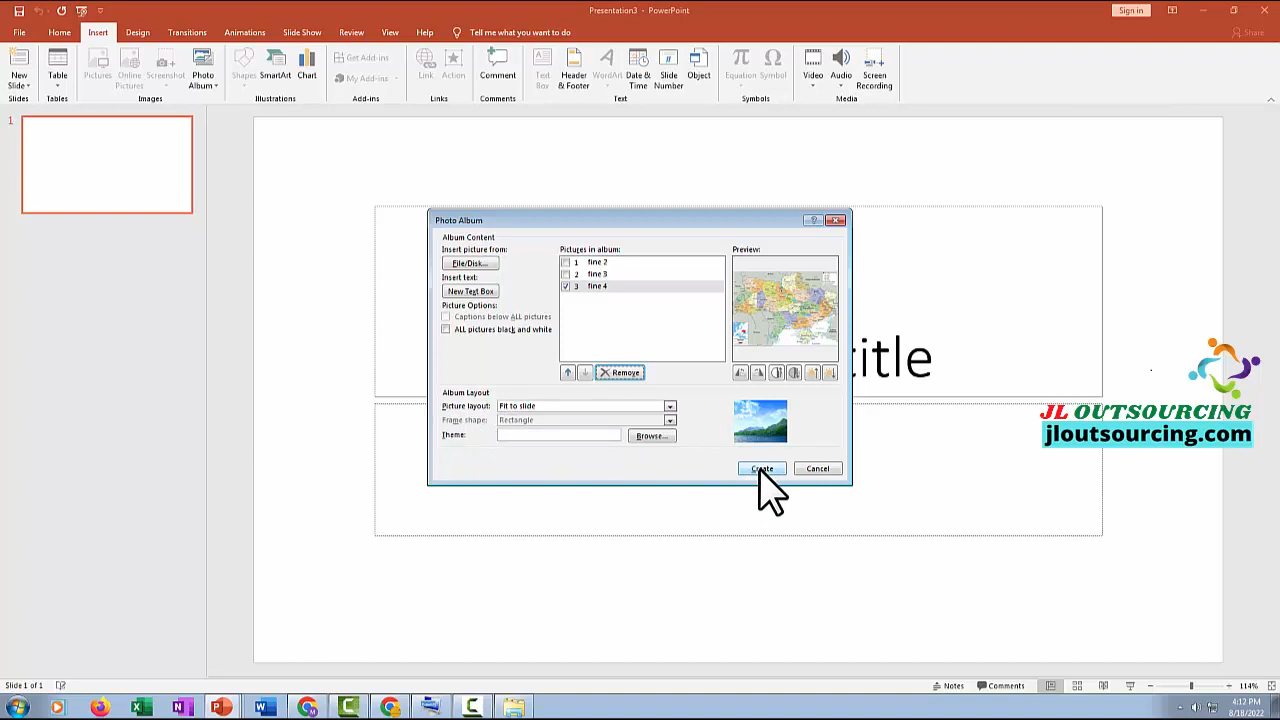 Presentation3 - PowerPoint
Sign in
File Home Insert Design Transitions Animations Slide Show Review View Help Tell me what you want to do Share
New Slide
Table
Pictures
Online Pictures
Screenshot
Photo Album
Shapes
SmartArt
Chart
Get Add-ins
My Add-ins
Link
Action
Comment
Text Box
Header & Footer
WordArt
Date & Time
Slide Number
Object
Equation
Symbol
Video
Audio
Screen Recording
Slides Tables Images Illustrations Add-ins Links Comments Text Symbols Media
1
Photo Album
Album Content
Insert picture from:
File/Disk...
Insert text:
New Text Box
Picture Options:
Captions below ALL pictures
ALL pictures black and white
Pictures in album:
1 fine 2
2 fine 3
3 fine 4
Remove
Preview:
Album Layout
Picture layout: Fit to slide
Frame shape: Rectangle
Theme:
Browse...
Create
Cancel
title
JL OUTSOURCING
jloutsourcing.com
Slide 1 of 1
Notes
Comments
114%
4:12 PM
8/18/2022